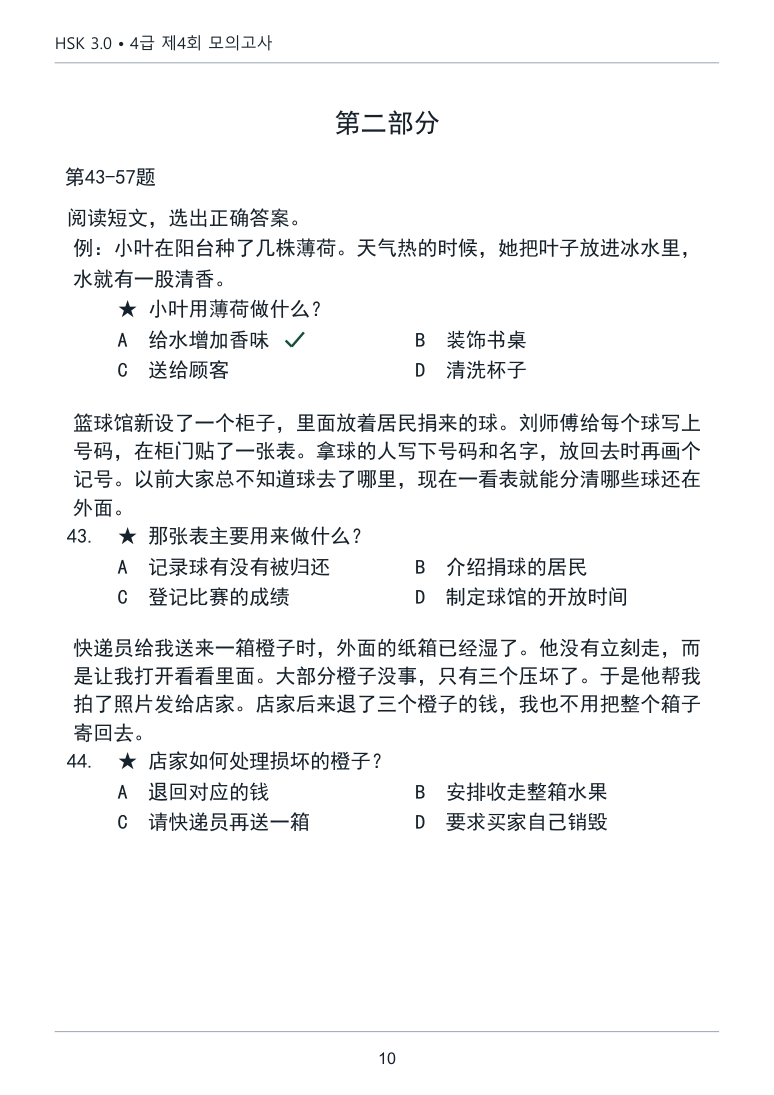 HSK 3.0 • 4급 제4회 모의고사
第二部分
第43-57题
阅读短文，选出正确答案。
例：小叶在阳台种了几株薄荷。天气热的时候，她把叶子放进冰水里，
水就有一股清香。
★ 小叶用薄荷做什么？
A 给水增加香味 ✓ B 装饰书桌
C 送给顾客 D 清洗杯子
篮球馆新设了一个柜子，里面放着居民捐来的球。刘师傅给每个球写上
号码，在柜门贴了一张表。拿球的人写下号码和名字，放回去时再画个
记号。以前大家总不知道球去了哪里，现在一看表就能分清哪些球还在
外面。
43. ★ 那张表主要用来做什么？
A 记录球有没有被归还 B 介绍捐球的居民
C 登记比赛的成绩 D 制定球馆的开放时间
快递员给我送来一箱橙子时，外面的纸箱已经湿了。他没有立刻走，而
是让我打开看看里面。大部分橙子没事，只有三个压坏了。于是他帮我
拍了照片发给店家。店家后来退了三个橙子的钱，我也不用把整个箱子
寄回去。
44. ★ 店家如何处理损坏的橙子？
A 退回对应的钱 B 安排收走整箱水果
C 请快递员再送一箱 D 要求买家自己销毁
10